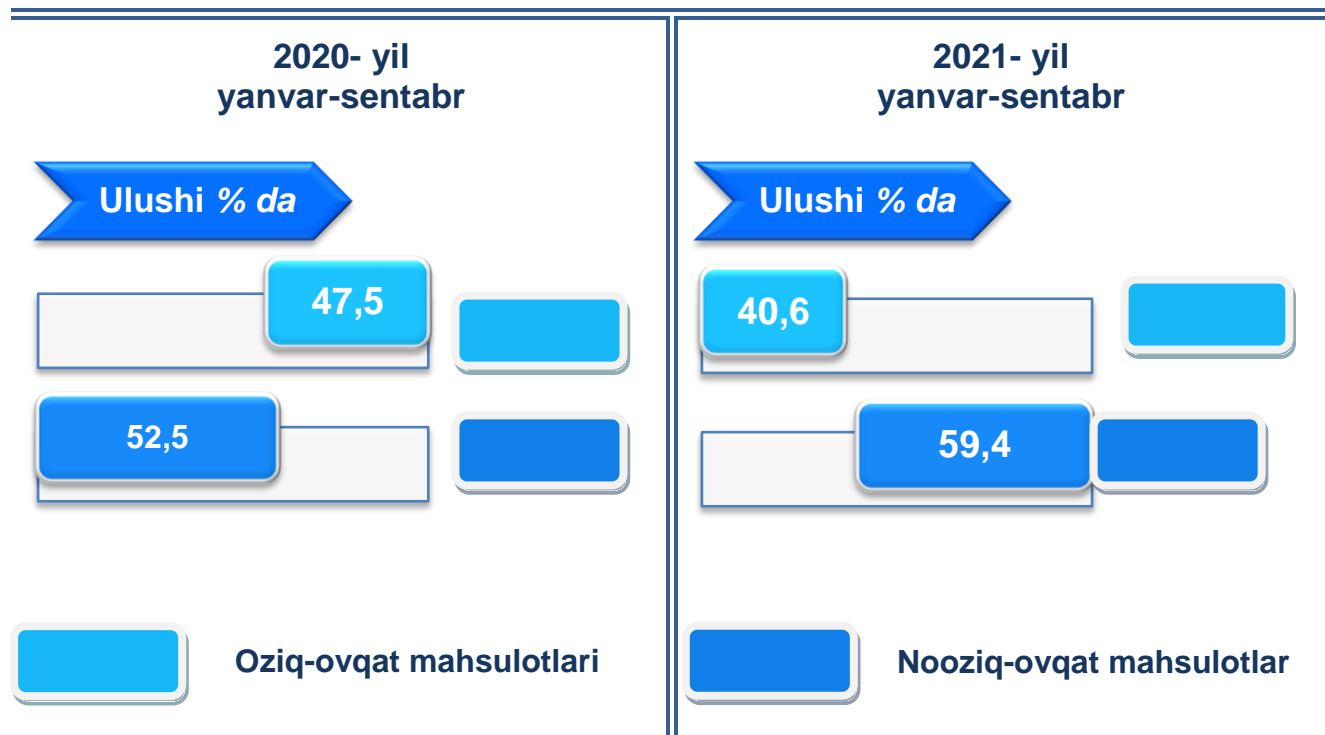 2020- yil
yanvar-sentabr
Ulushi % da
47,5
52,5
2021- yil
yanvar-sentabr
Ulushi % da
40,6
59,4
Oziq-ovqat mahsulotlari
Nooziq-ovqat mahsulotlar